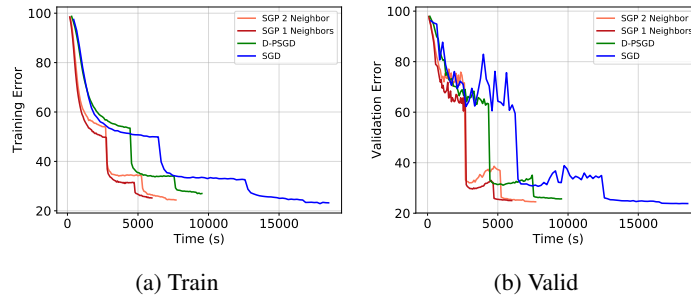 SGP 2 Neighbor
SGP 1 Neighbors
D-PSGD
SGD
Training Error
100
80
60
40
20
0
5000
10000
15000
Time (s)
(a) Train
SGP 2 Neighbor
SGP 1 Neighbors
D-PSGD
SGD
Validation Error
100
80
60
40
20
0
5000
10000
15000
Time (s)
(b) Valid